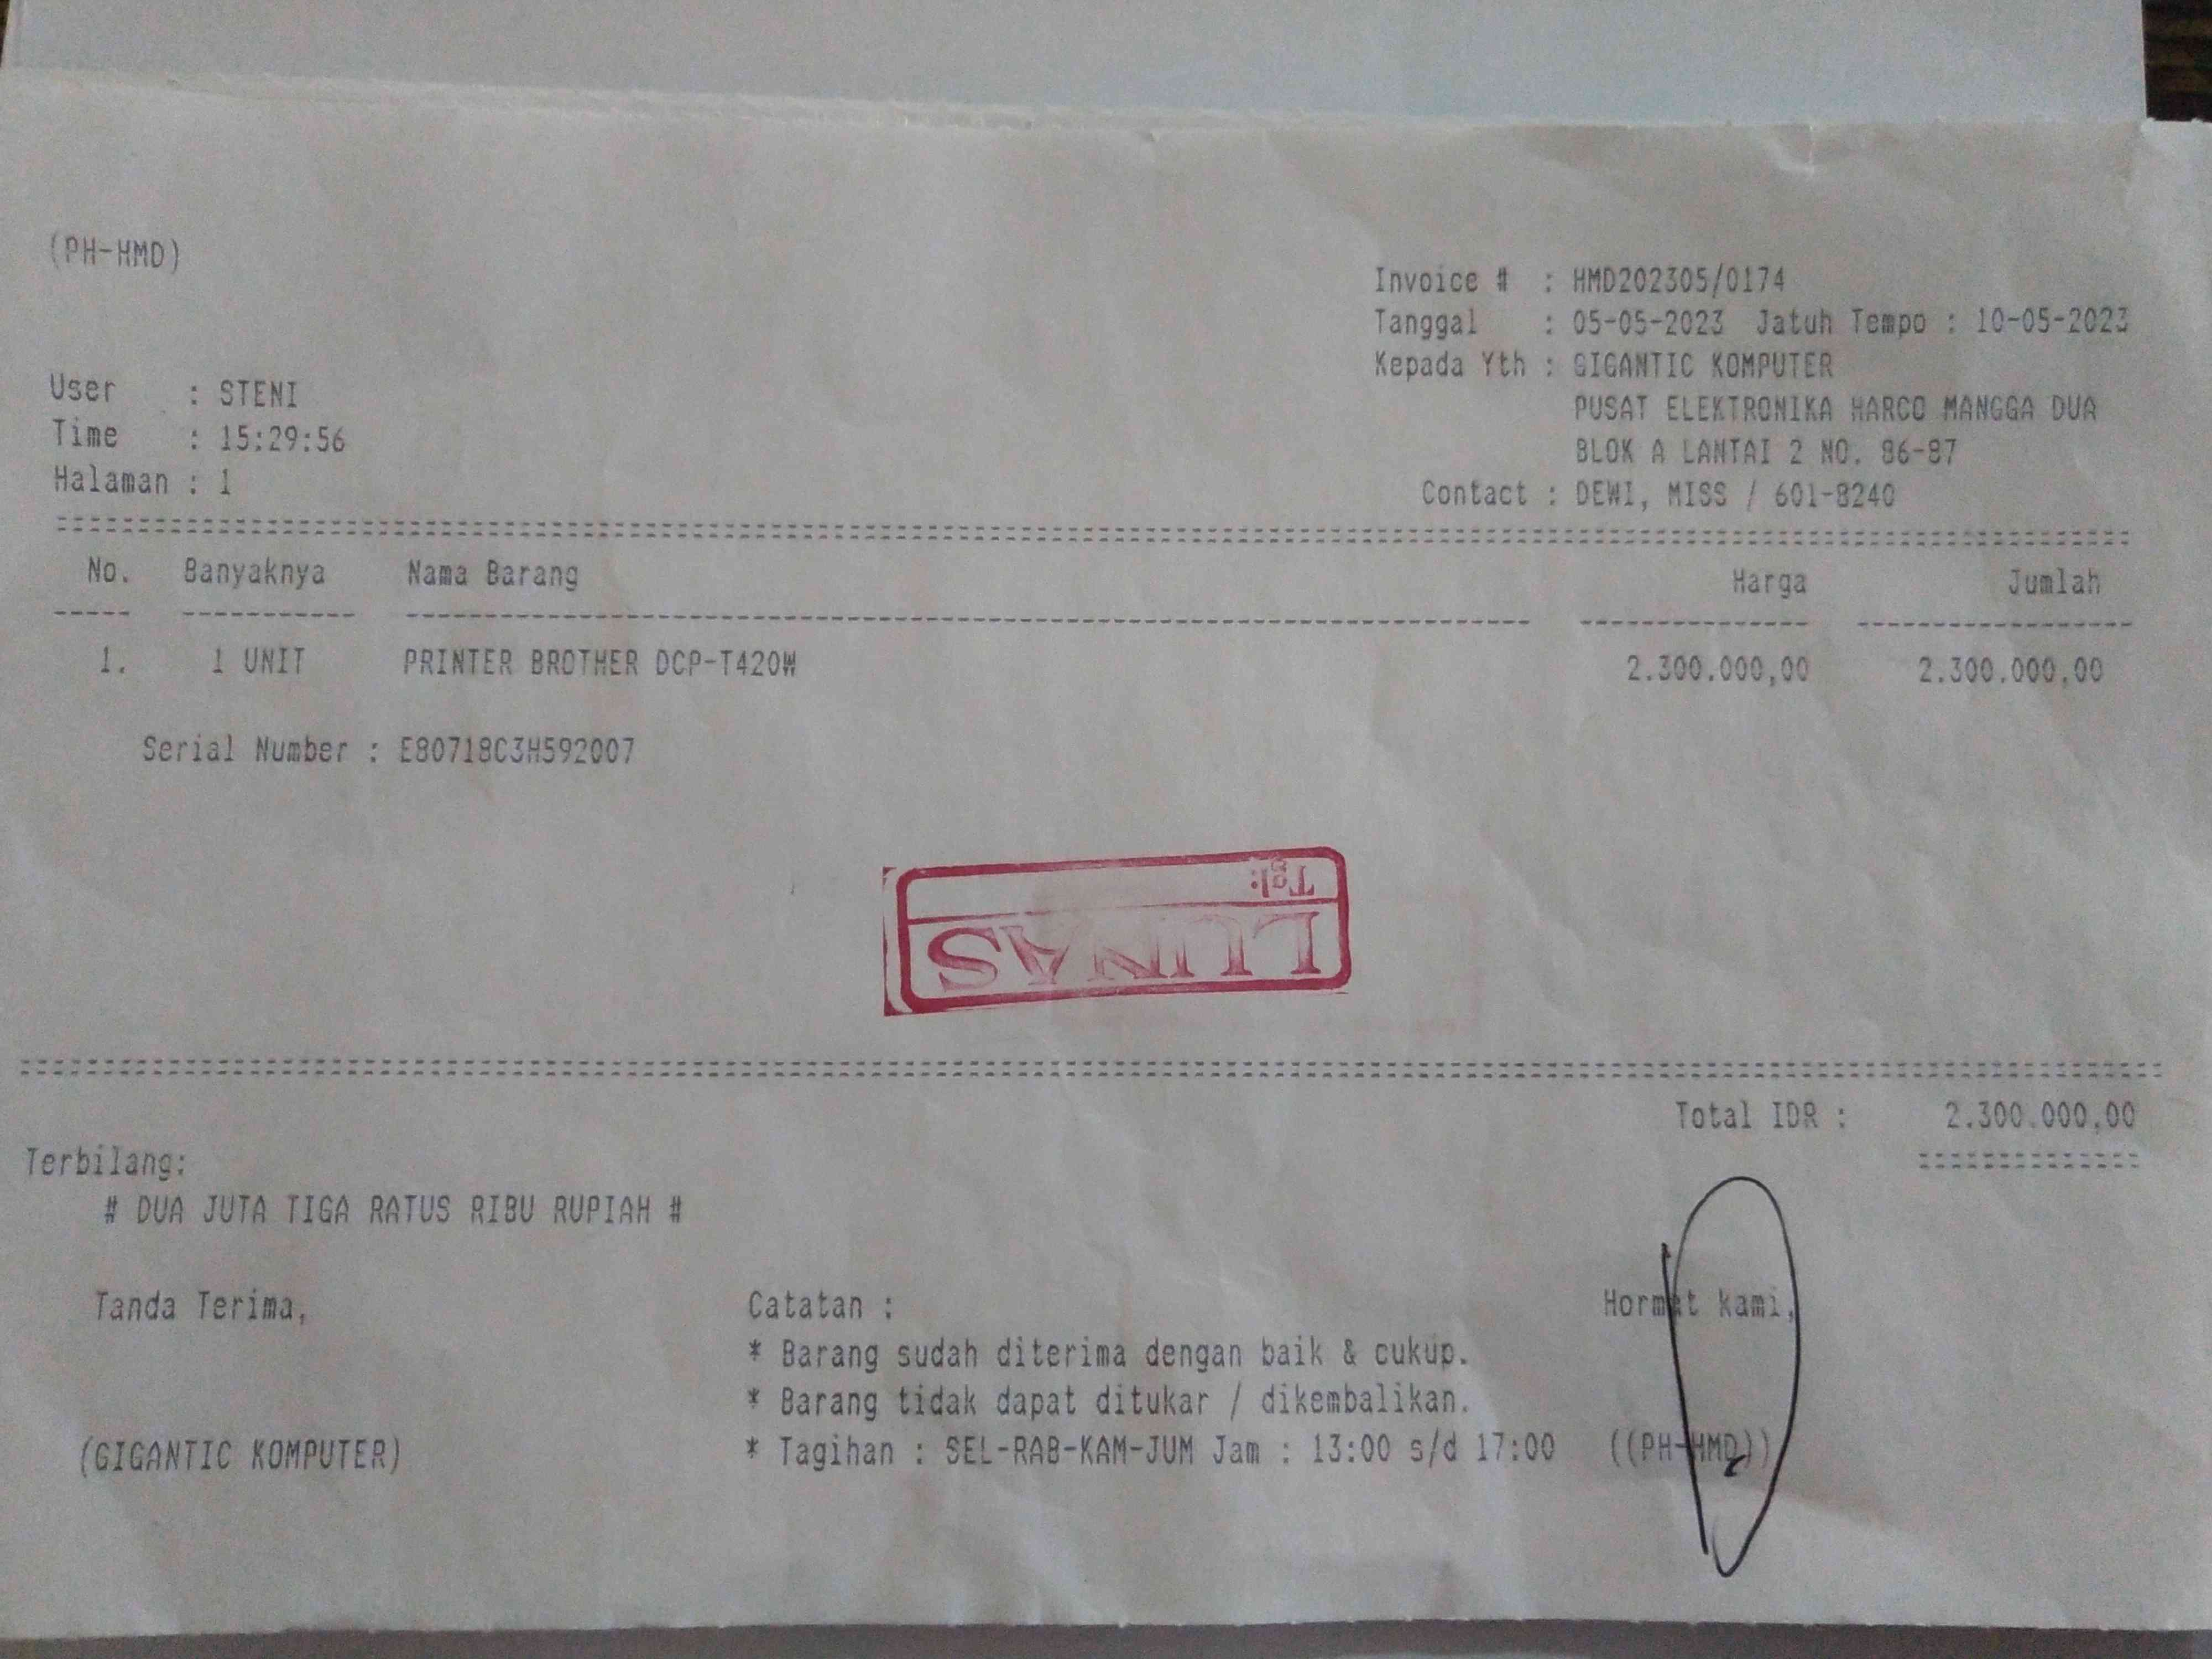 (PH-HMD)
Invoice # : HMD202305/0174
Tanggal : 05-05-2023 Jatuh Tempo : 10-05-2023
Kepada Yth : GIGANTIC KOMPUTER
PUSAT ELEKTRONIKA HARCO MANGGA DUA
BLOK A LANTAI 2 NO. 86-87
Contact : DEWI, MISS / 601-8240
User : STENI
Time : 15:29:56
Halaman : 1
No. Banyaknya Nama Barang Harga Jumlah
1. 1 UNIT PRINTER BROTHER DCP-T420W 2.300.000,00 2.300.000,00
Serial Number : E80718C3H592007
LUNAS
Tgl:
Total IDR : 2.300.000,00
Terbilang:
# DUA JUTA TIGA RATUS RIBU RUPIAH #
Tanda Terima,
(GIGANTIC KOMPUTER)
Catatan :
* Barang sudah diterima dengan baik & cukup.
* Barang tidak dapat ditukar / dikembalikan.
* Tagihan : SEL-RAB-KAM-JUM Jam : 13:00 s/d 17:00
Hormat kami,
((PH-HMD))